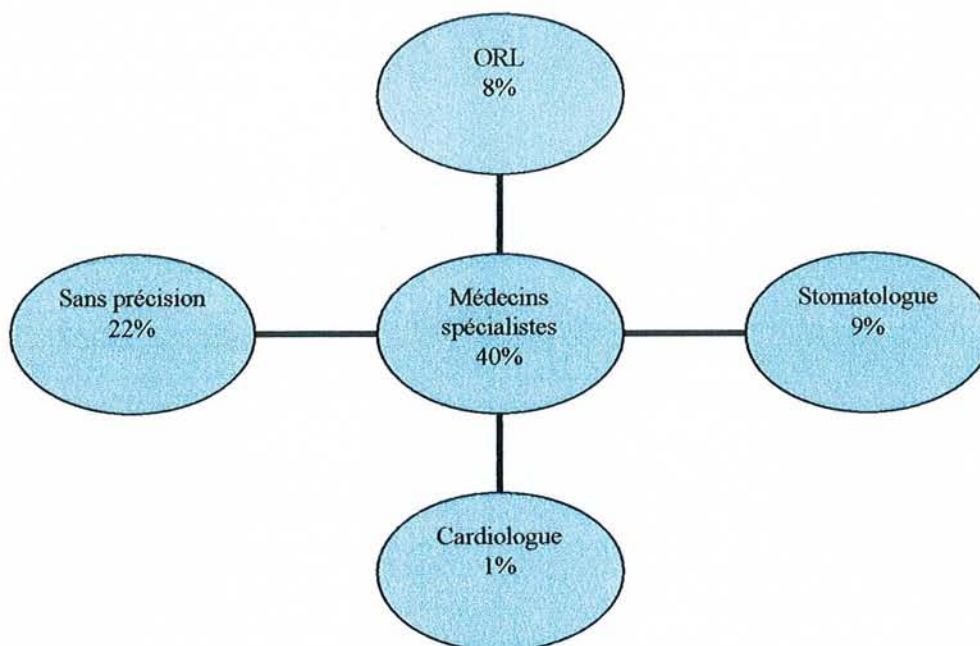 ORL
8%
Sans précision
22%
Médecins
spécialistes
40%
Stomatologue
9%
Cardiologue
1%